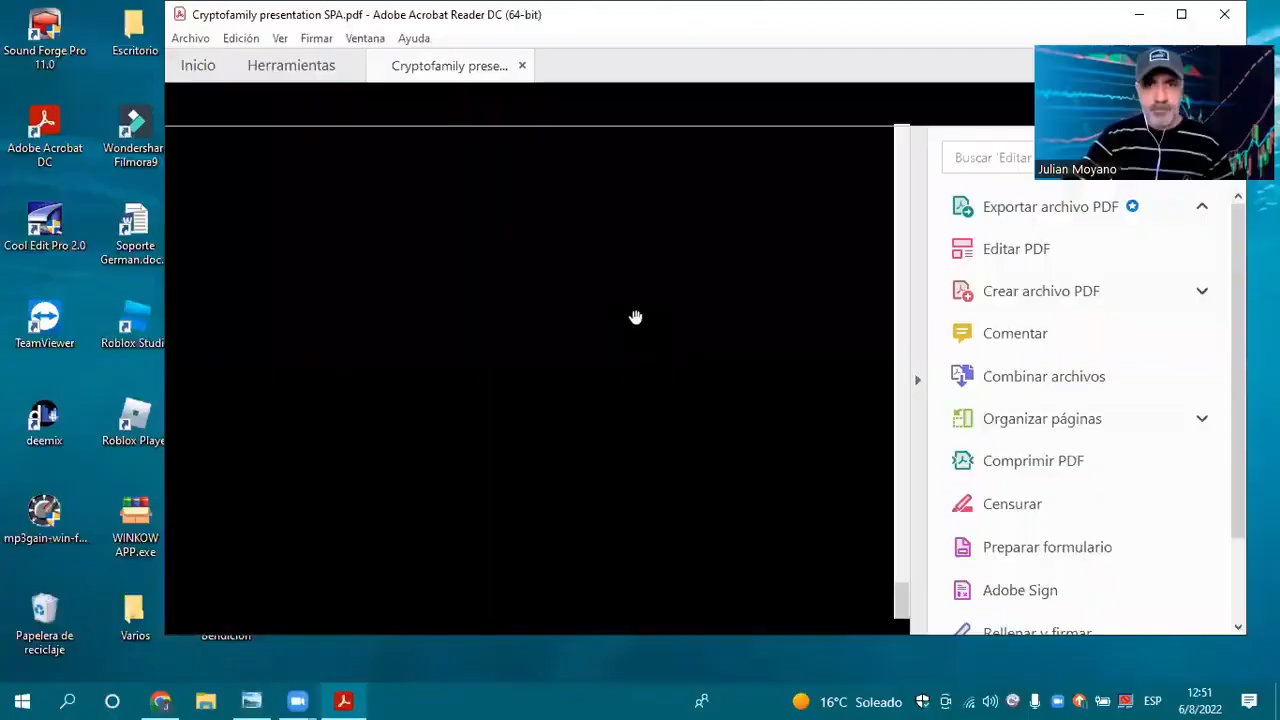 Cryptofamily presentation SPA.pdf - Adobe Acrobat Reader DC (64-bit)
Archivo Edición Ver Firmar Ventana Ayuda
Inicio Herramientas Cryptofamily prese... ×
Sound Forge Pro
11.0
Escritorio
Adobe Acrobat
DC
Wondershar
Filmora9
Cool Edit Pro 2.0
Soporte
German.doc...
TeamViewer
Roblox Studi
deemix
Roblox Playe
mp3gain-win-f...
WINKOW
APP.exe
Papelera de
reciclaje
Varios
Bendición
Julian Moyano
Buscar 'Editar
Exportar archivo PDF
Editar PDF
Crear archivo PDF
Comentar
Combinar archivos
Organizar páginas
Comprimir PDF
Censurar
Preparar formulario
Adobe Sign
Rellenar y firmar
16°C Soleado
ESP
12:51
6/8/2022